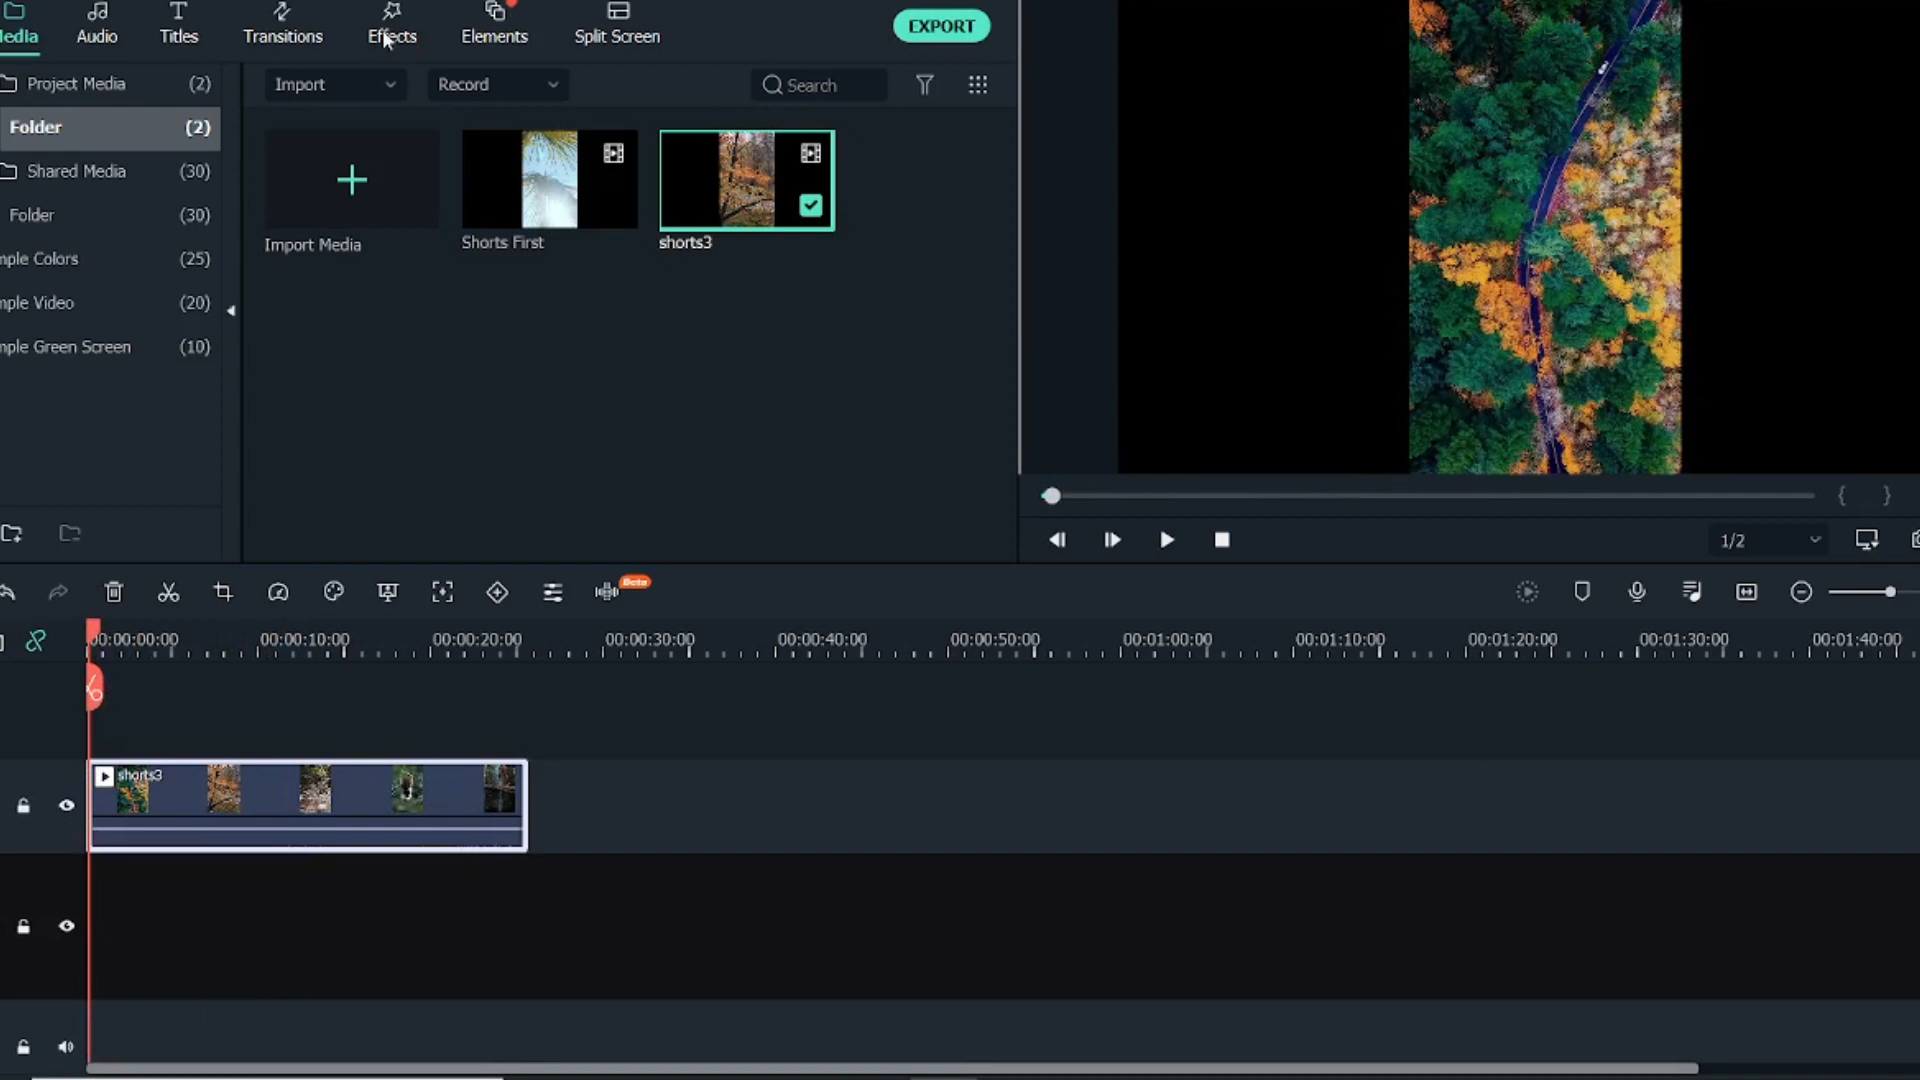 Media Audio Titles Transitions Effects Elements Split Screen EXPORT
Project Media (2)
Import Record Search
Folder (2)
Shared Media (30)
Folder (30)
mple Colors (25)
mple Video (20)
mple Green Screen (10)
Import Media
Shorts First
shorts3
{ }
1/2
Beta
00:00:00:00 00:00:10:00 00:00:20:00 00:00:30:00 00:00:40:00 00:00:50:00 00:01:00:00 00:01:10:00 00:01:20:00 00:01:30:00 00:01:40:00
shorts3